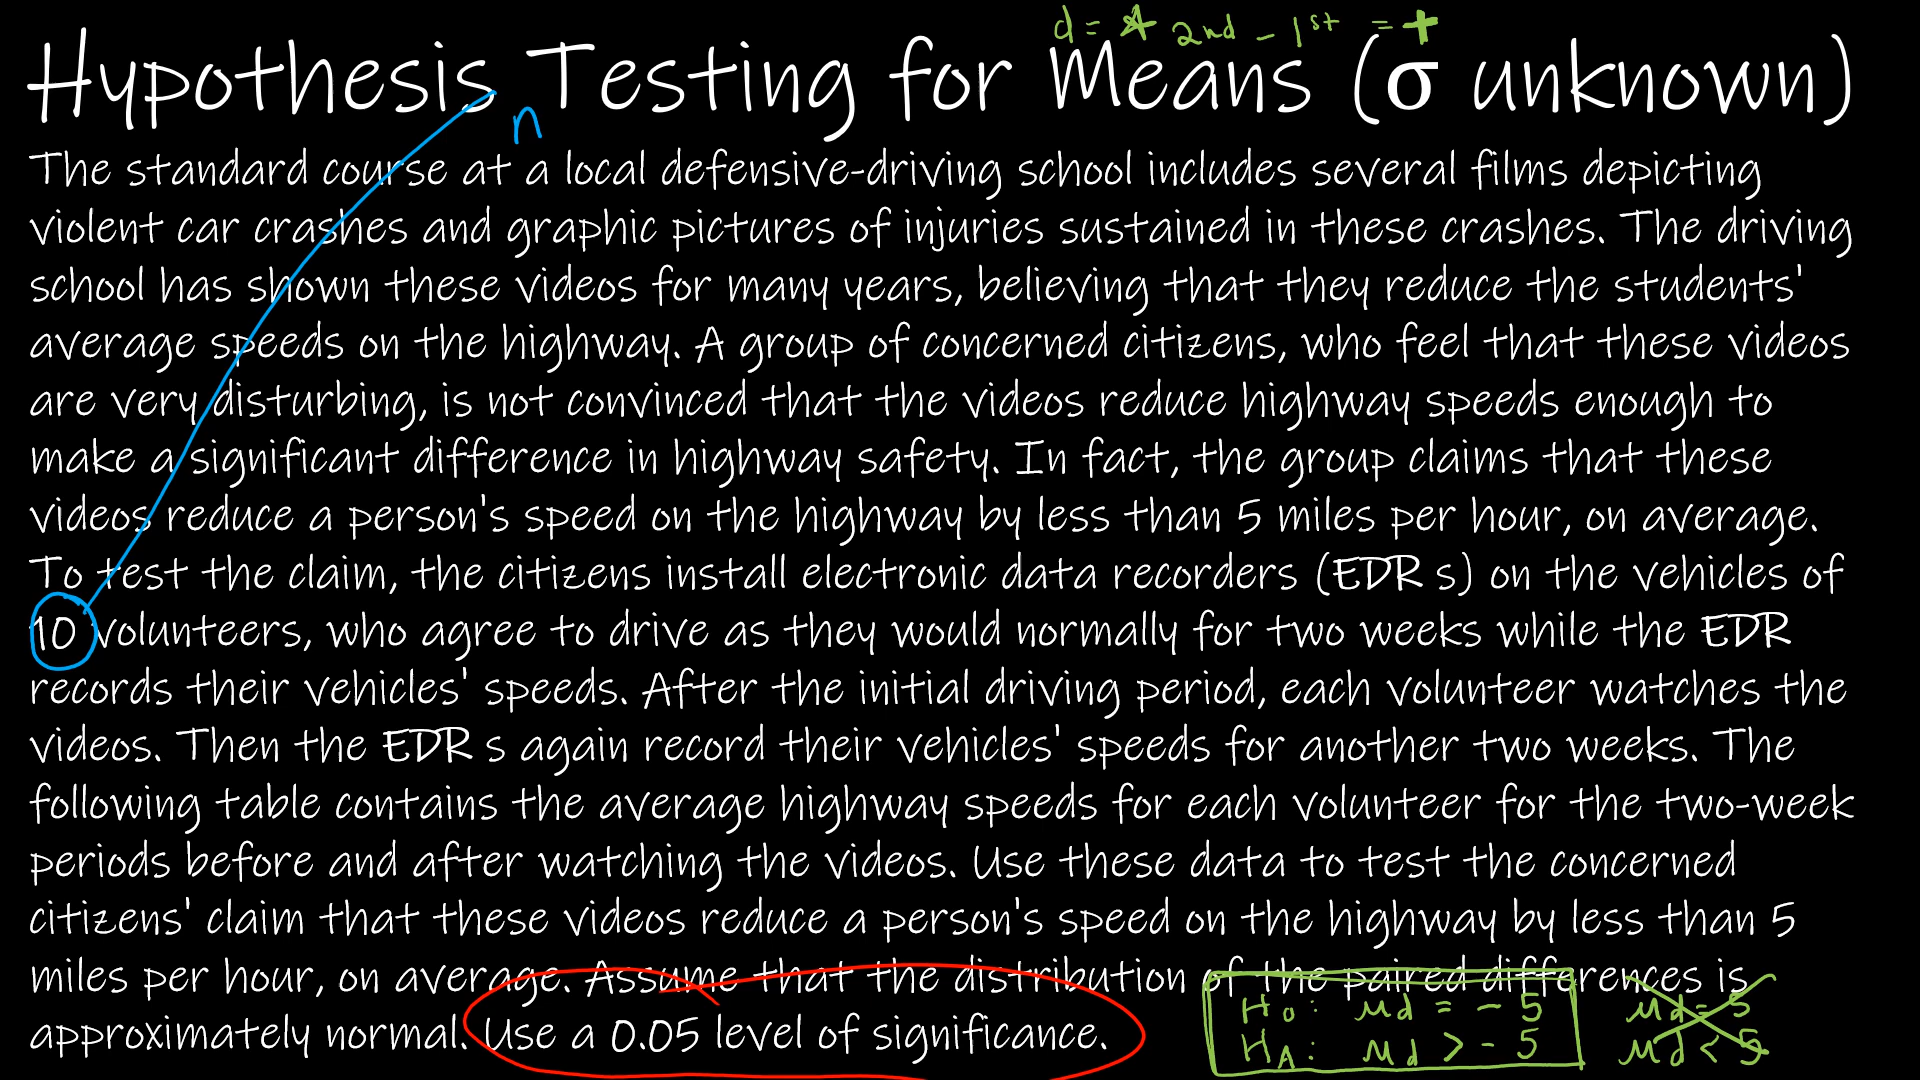 d = 2nd - 1st = +
Hypothesis Testing for Means (σ unknown)
n
The standard course at a local defensive-driving school includes several films depicting
violent car crashes and graphic pictures of injuries sustained in these crashes. The driving
school has shown these videos for many years, believing that they reduce the students'
average speeds on the highway. A group of concerned citizens, who feel that these videos
are very disturbing, is not convinced that the videos reduce highway speeds enough to
make a significant difference in highway safety. In fact, the group claims that these
videos reduce a person's speed on the highway by less than 5 miles per hour, on average.
To test the claim, the citizens install electronic data recorders (EDR s) on the vehicles of
10 volunteers, who agree to drive as they would normally for two weeks while the EDR
records their vehicles' speeds. After the initial driving period, each volunteer watches the
videos. Then the EDR s again record their vehicles' speeds for another two weeks. The
following table contains the average highway speeds for each volunteer for the two-week
periods before and after watching the videos. Use these data to test the concerned
citizens' claim that these videos reduce a person's speed on the highway by less than 5
miles per hour, on average. Assume that the distribution of the paired differences is
approximately normal. Use a 0.05 level of significance.
H₀: μd = - 5
μd = 5
HA: μd > - 5
μd < 5